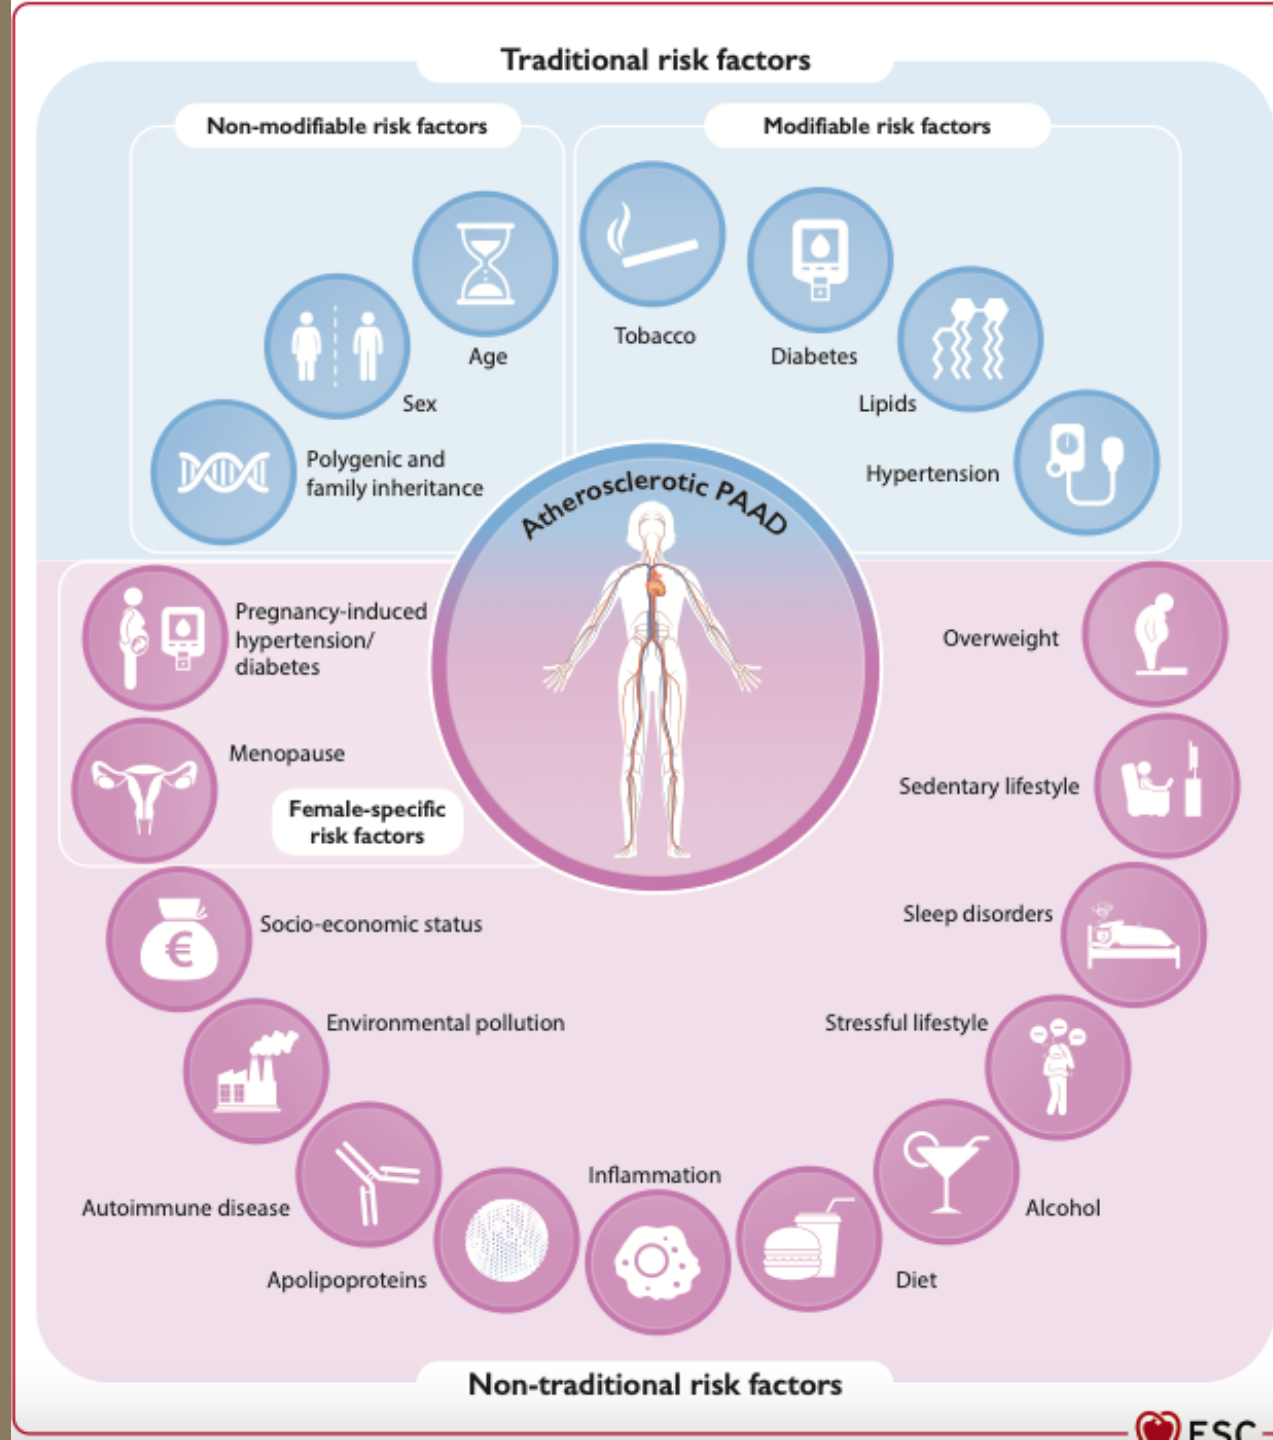 Traditional risk factors
Non-modifiable risk factors
Modifiable risk factors
Age
Sex
Polygenic and
family inheritance
Tobacco
Diabetes
Lipids
Hypertension
Atherosclerotic PAAD
Pregnancy-induced
hypertension/
diabetes
Menopause
Female-specific
risk factors
Socio-economic status
€
Environmental pollution
Autoimmune disease
Apolipoproteins
Inflammation
Overweight
Sedentary lifestyle
Sleep disorders
Stressful lifestyle
Alcohol
Diet
Non-traditional risk factors
ESC